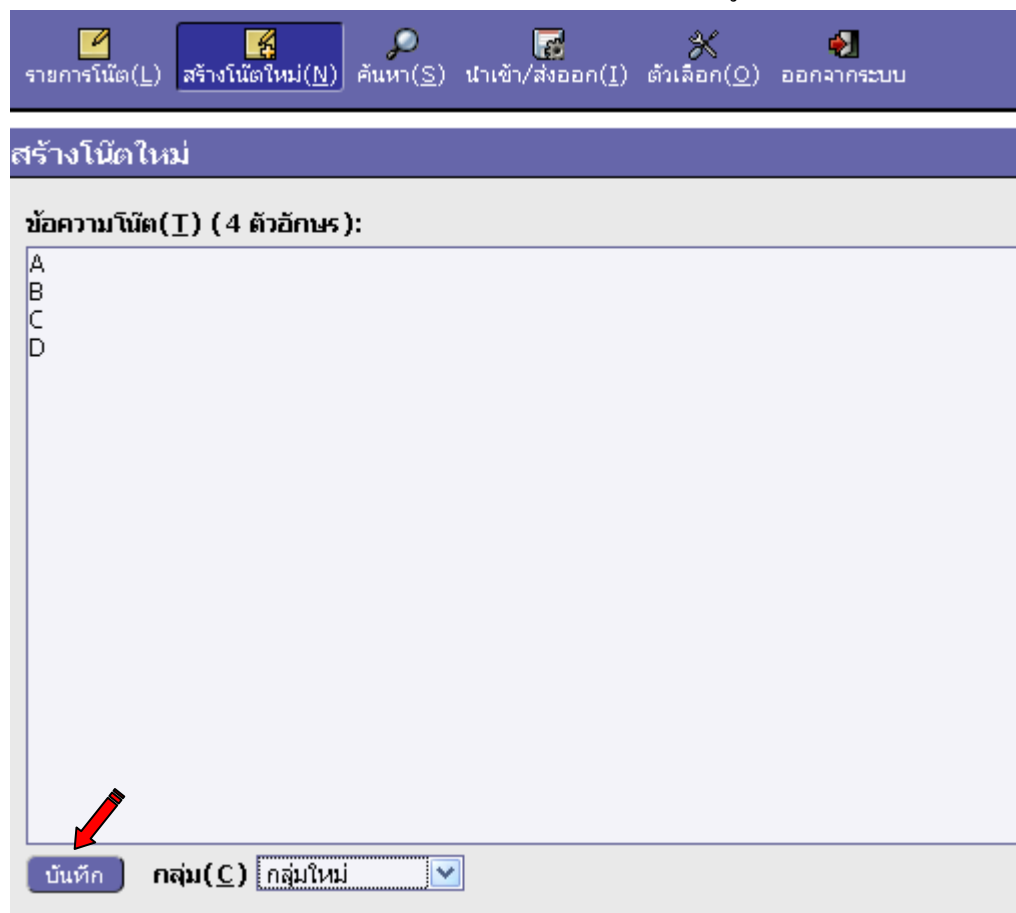 รายการโน๊ต(L) สร้างโน๊ตใหม่(N) ค้นหา(S) นำเข้า/ส่งออก(I) ตัวเลือก(O) ออกจากระบบ
สร้างโน๊ตใหม่
ข้อความโน๊ต(T) (4 ตัวอักษร):
A
B
C
D
บันทึก กลุ่ม(C) กลุ่มใหม่